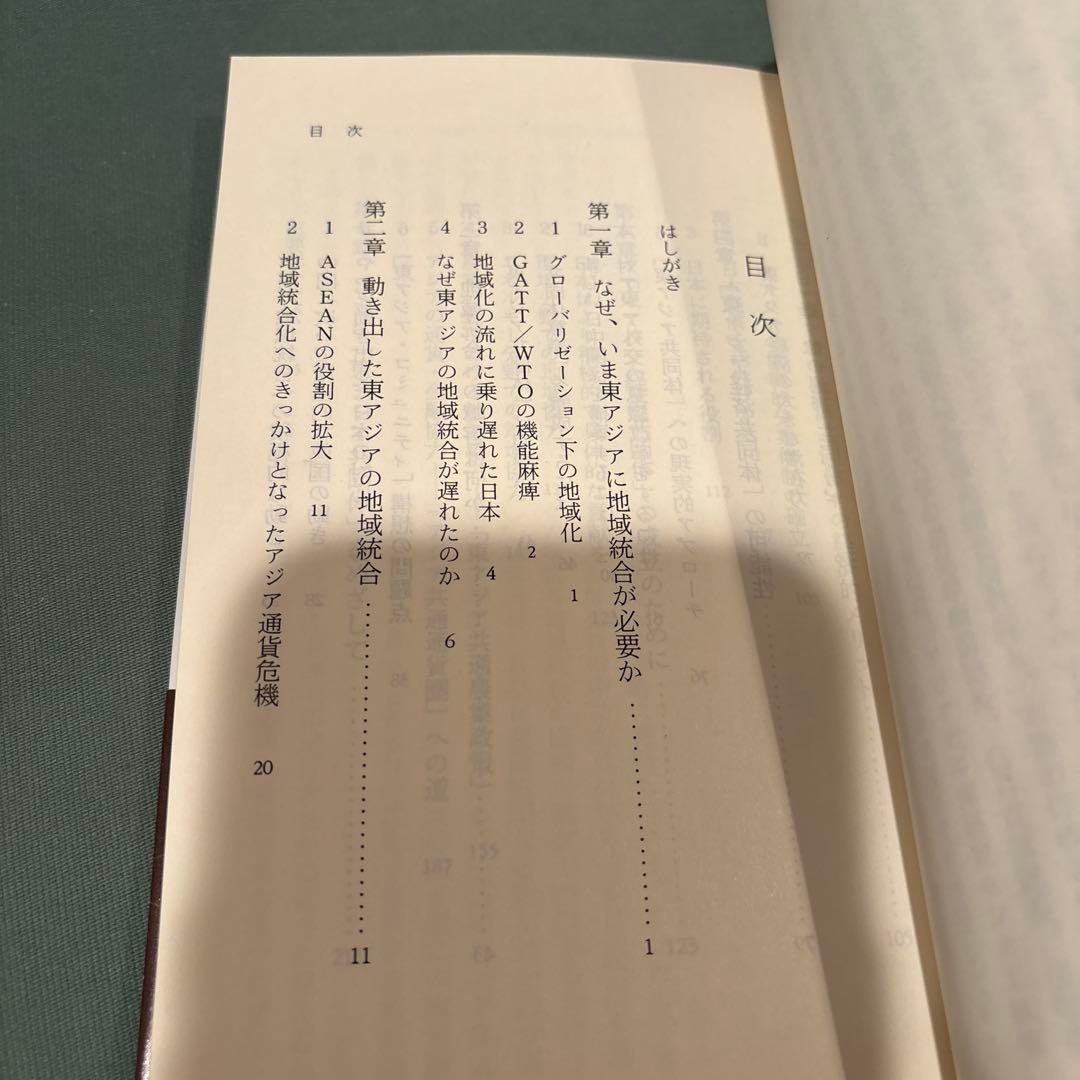 目次
目次
はしがき
第一章 なぜ、いま東アジアに地域統合が必要か……………………1
1 グローバリゼーション下の地域化 1
2 GATT/WTOの機能麻痺 2
3 地域化の流れに乗り遅れた日本 4
4 なぜ東アジアの地域統合が遅れたのか 6
第二章 動き出した東アジアの地域統合……………………………11
1 ASEANの役割の拡大 11
2 地域統合化へのきっかけとなったアジア通貨危機 20